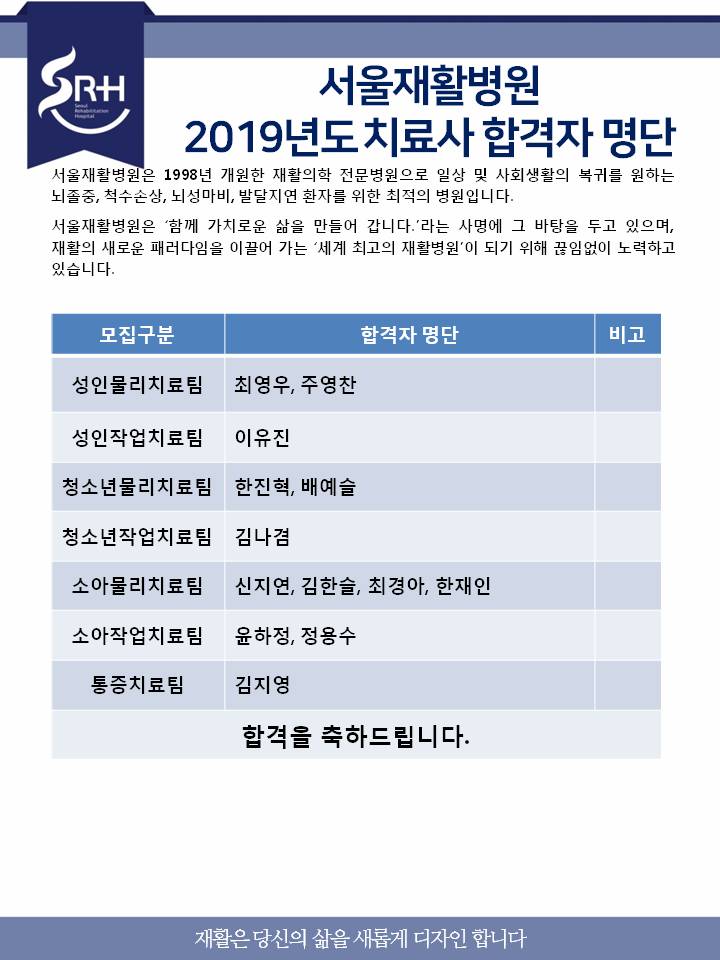 SRH
Seoul
Rehabilitation
Hospital
서울재활병원
2019년도 치료사 합격자 명단
서울재활병원은 1998년 개원한 재활의학 전문병원으로 일상 및 사회생활의 복귀를 원하는
뇌졸중, 척수손상, 뇌성마비, 발달지연 환자를 위한 최적의 병원입니다.
서울재활병원은 ‘함께 가치로운 삶을 만들어 갑니다.’라는 사명에 그 바탕을 두고 있으며,
재활의 새로운 패러다임을 이끌어 가는 ‘세계 최고의 재활병원’이 되기 위해 끊임없이 노력하고
있습니다.
모집구분 합격자 명단 비고
성인물리치료팀 최영우, 주영찬
성인작업치료팀 이유진
청소년물리치료팀 한진혁, 배예슬
청소년작업치료팀 김나겸
소아물리치료팀 신지연, 김한슬, 최경아, 한재인
소아작업치료팀 윤하정, 정용수
통증치료팀 김지영
합격을 축하드립니다.
재활은 당신의 삶을 새롭게 디자인 합니다